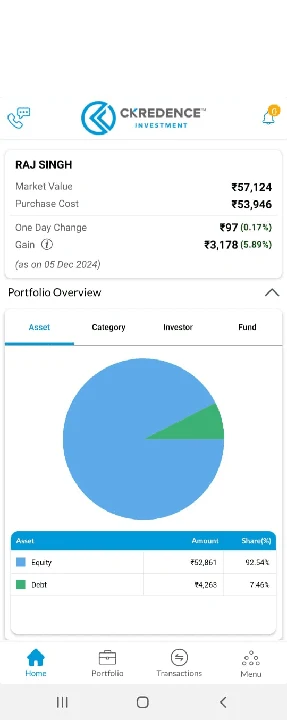 CKREDENCE™
INVESTMENT
6
RAJ SINGH
Market Value ₹57,124
Purchase Cost ₹53,946
One Day Change ₹97 (0.17%)
Gain i ₹3,178 (5.89%)
(as on 05 Dec 2024)
Portfolio Overview
Asset Category Investor Fund
Asset Amount Share(%)
Equity ₹52,861 92.54%
Debt ₹4,263 7.46%
Home Portfolio Transactions Menu